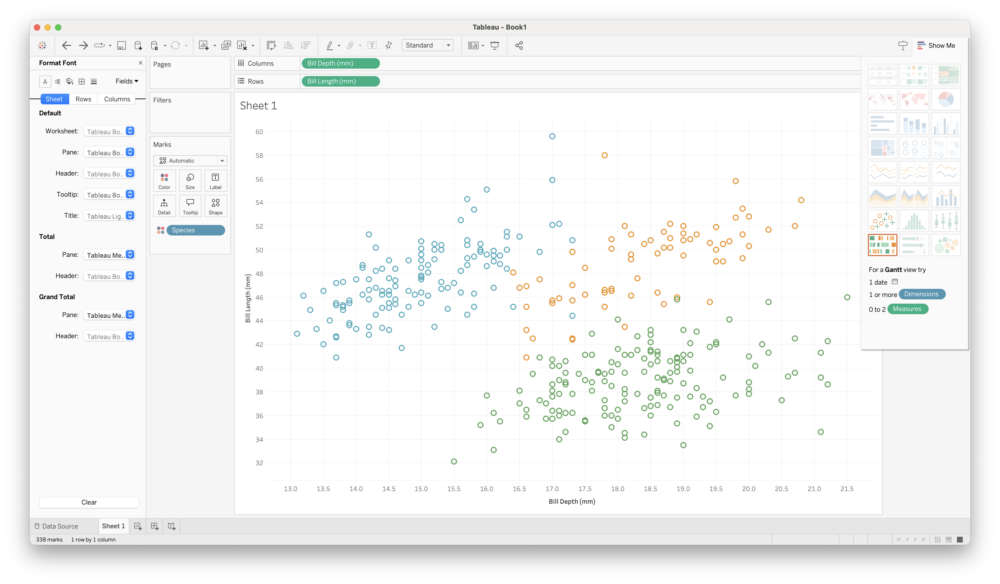 Tableau - Book1
Standard
Show Me
Format Font
Fields
Sheet Rows Columns
Default
Worksheet: Tableau Bo..
Pane: Tableau Bo..
Header: Tableau Bo..
Tooltip: Tableau Bo..
Title: Tableau Lig..
Total
Pane: Tableau Me..
Header: Tableau Bo..
Grand Total
Pane: Tableau Me..
Header: Tableau Bo..
Clear
Pages
Filters
Marks
Automatic
Color Size Label
Detail Tooltip Shape
Species
Columns Bill Depth (mm)
Rows Bill Length (mm)
Sheet 1
Bill Length (mm)
60
58
56
54
52
50
48
46
44
42
40
38
36
34
32
13.0 13.5 14.0 14.5 15.0 15.5 16.0 16.5 17.0 17.5 18.0 18.5 19.0 19.5 20.0 20.5 21.0 21.5
Bill Depth (mm)
For a Gantt view try
1 date
1 or more Dimensions
0 to 2 Measures
Data Source Sheet 1
338 marks 1 row by 1 column